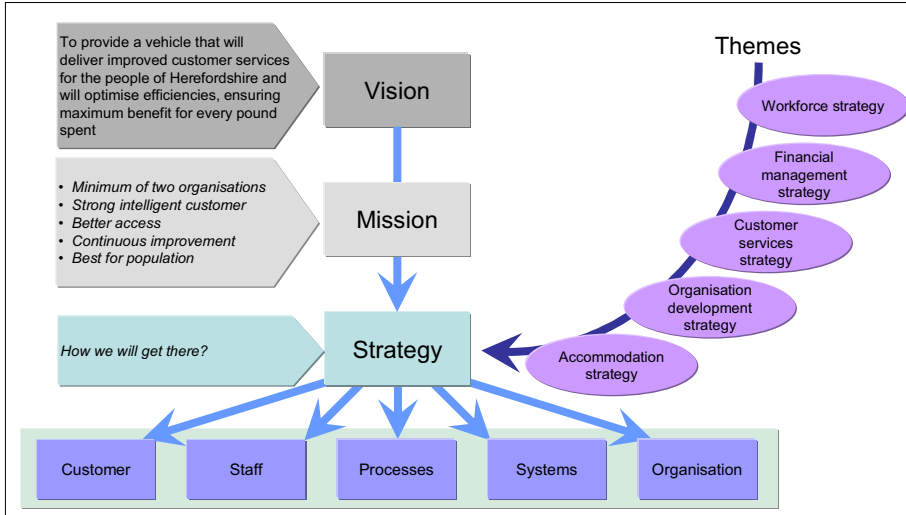 To provide a vehicle that will
deliver improved customer services
for the people of Herefordshire and
will optimise efficiencies, ensuring
maximum benefit for every pound
spent
Vision
• Minimum of two organisations
• Strong intelligent customer
• Better access
• Continuous improvement
• Best for population
Mission
How we will get there?
Strategy
Themes
Workforce strategy
Financial
management
strategy
Customer
services
strategy
Organisation
development
strategy
Accommodation
strategy
Customer
Staff
Processes
Systems
Organisation